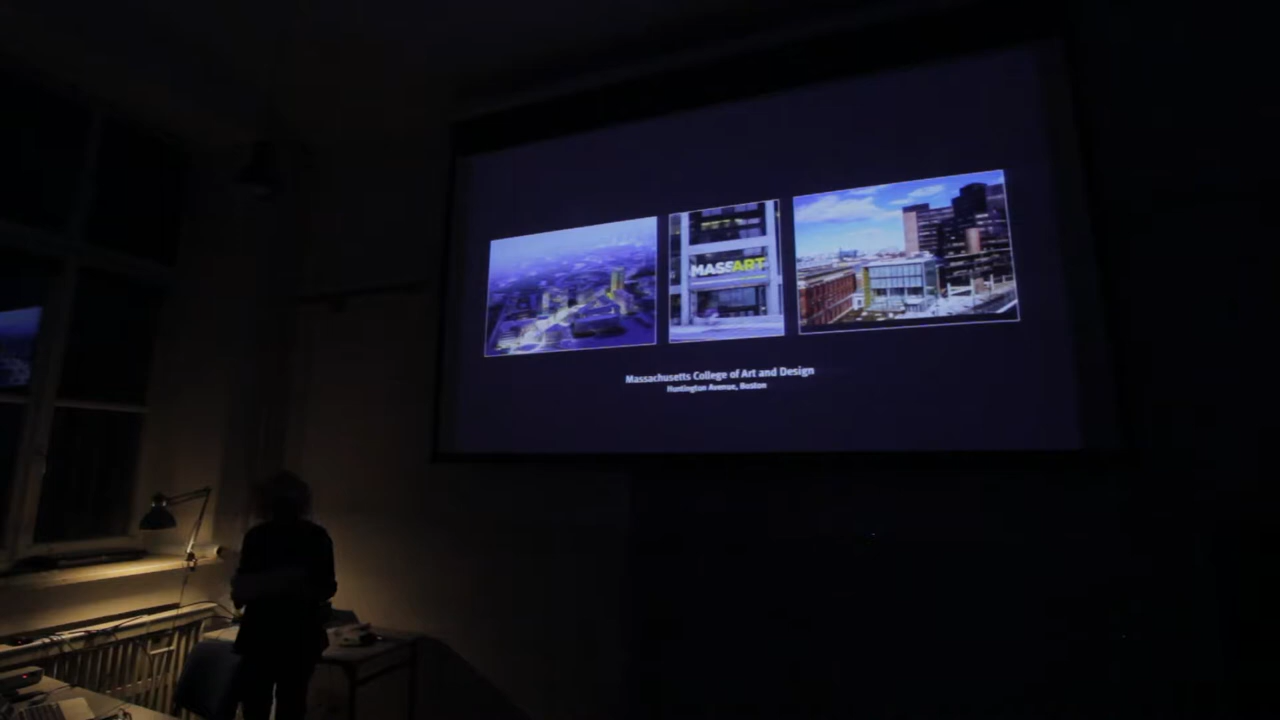 MASSART
Massachusetts College of Art and Design
Huntington Avenue, Boston